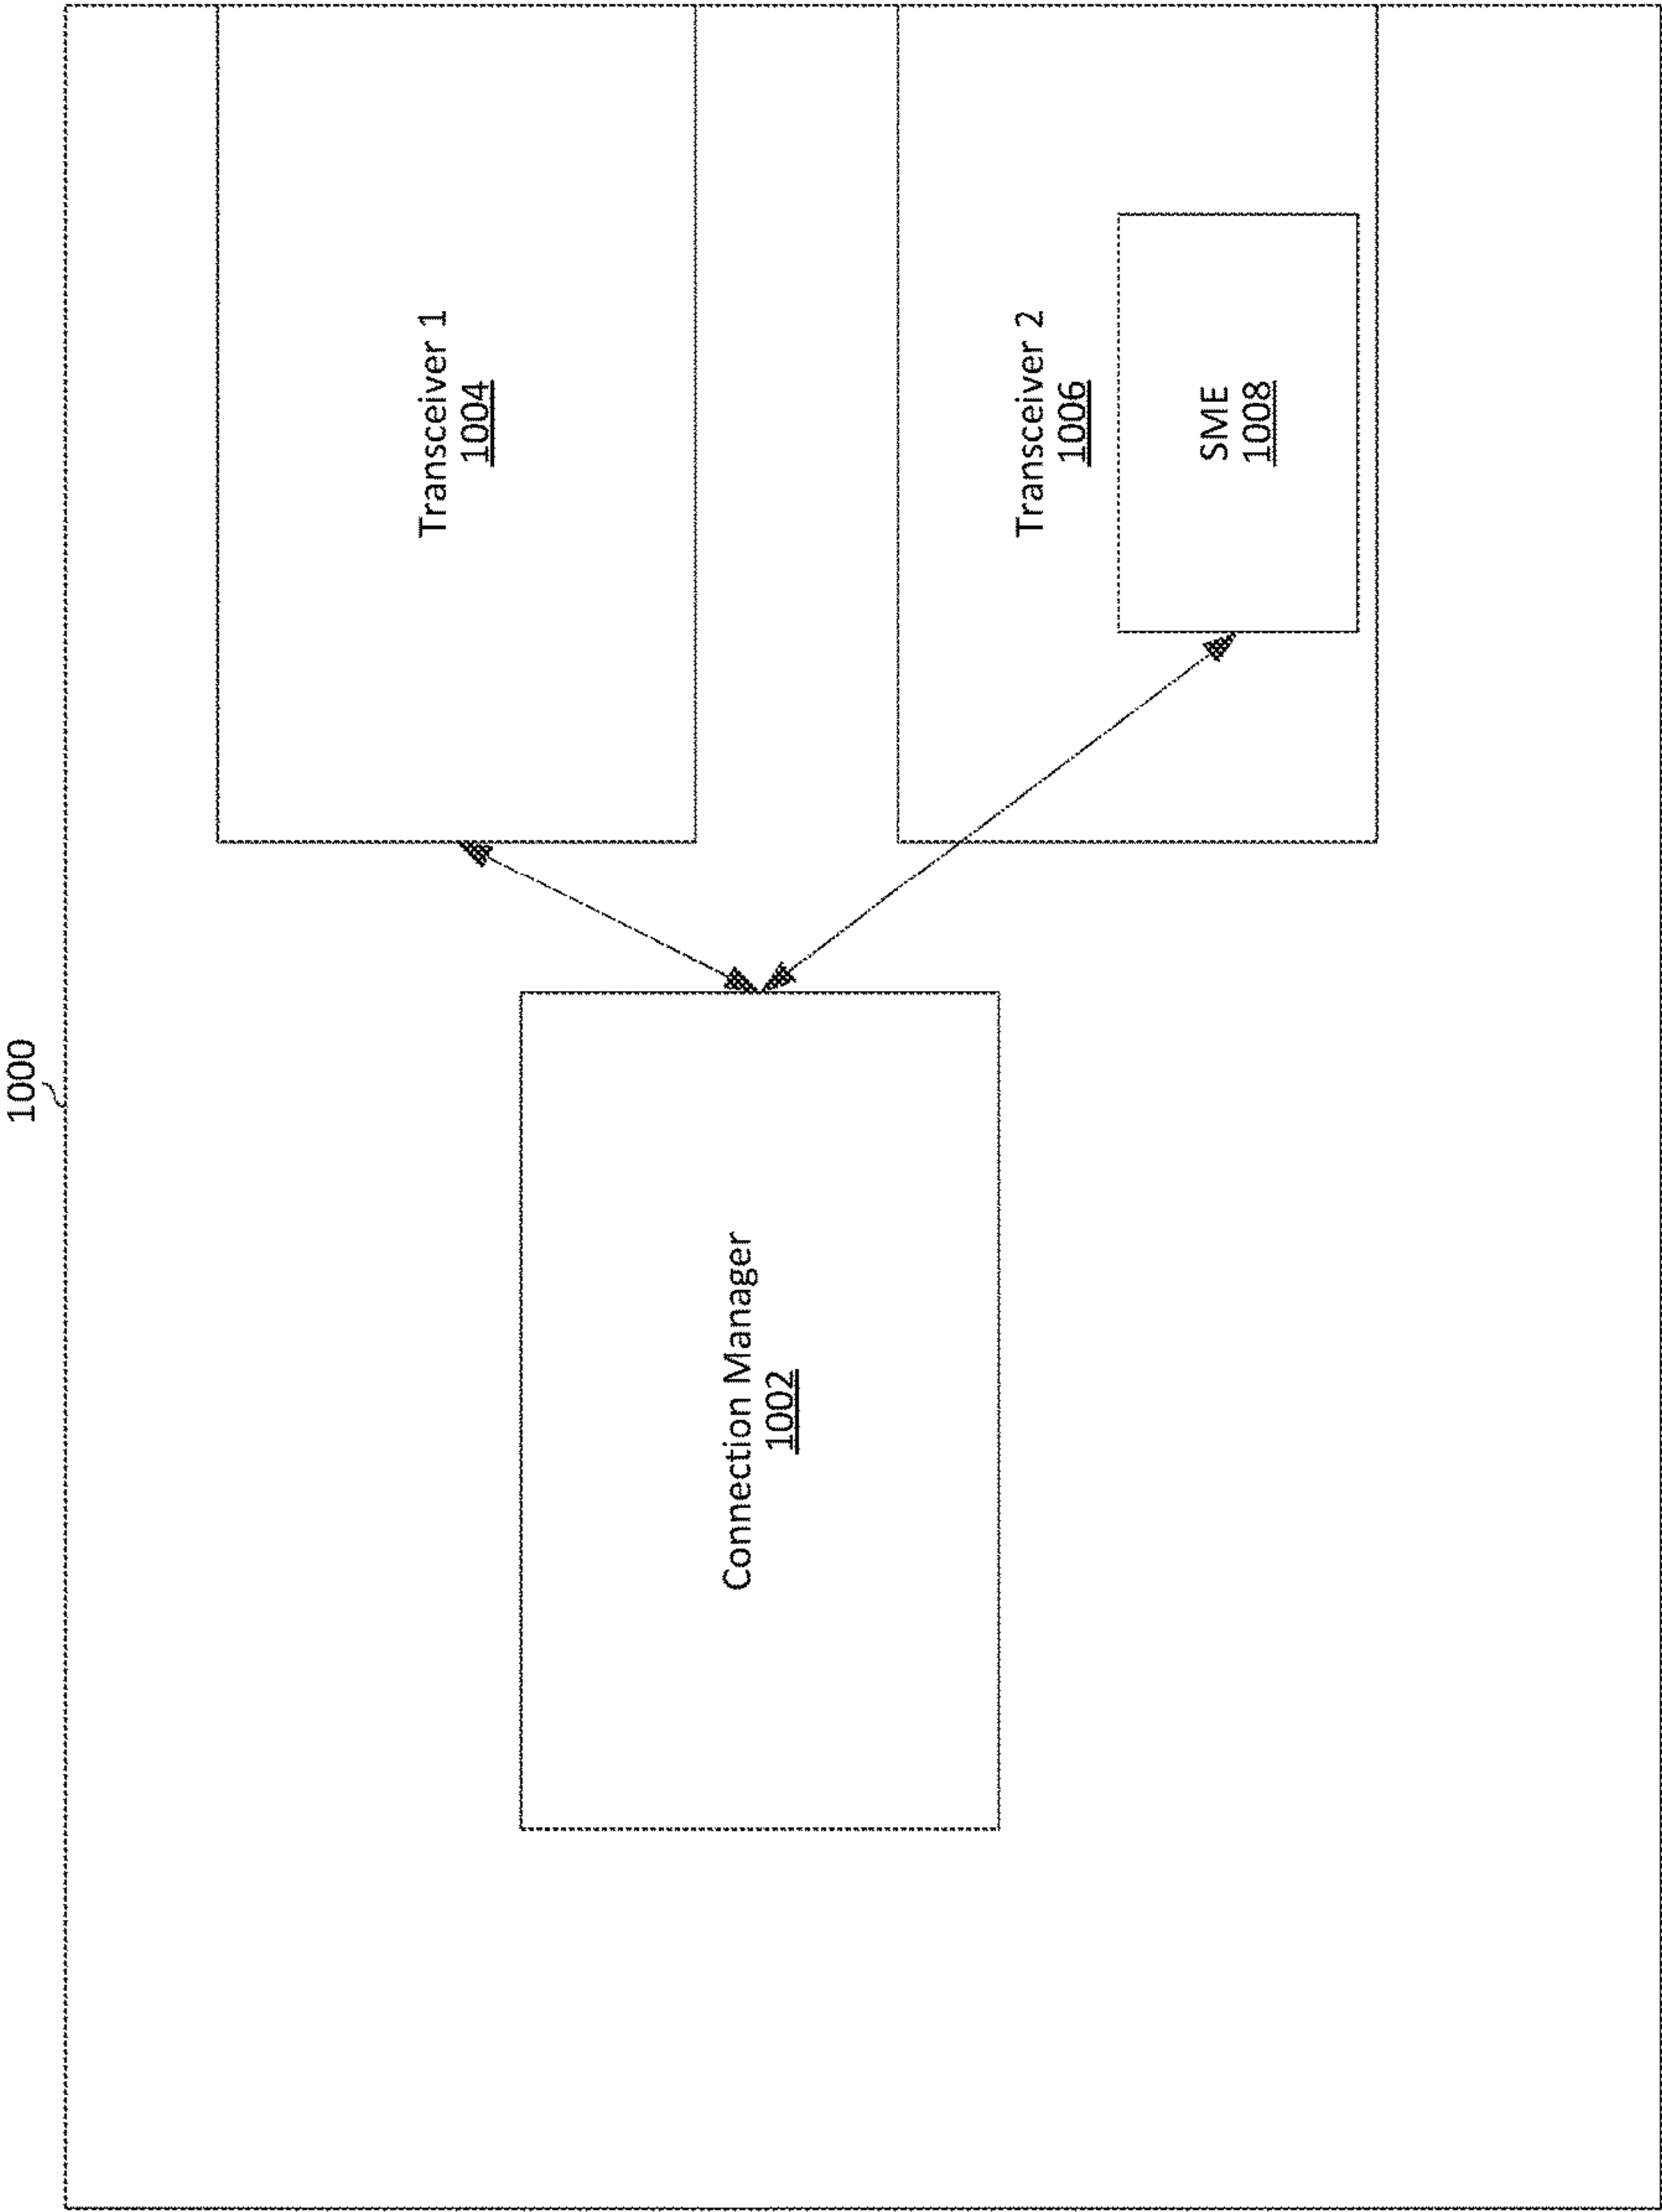 1000
Connection Manager
1002
Transceiver 1
1004
Transceiver 2
1006
SME
1008